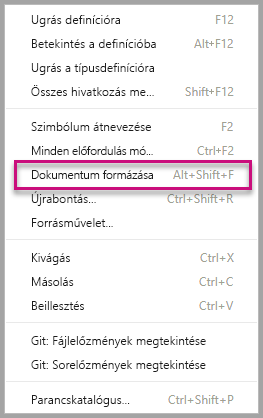 Ugrás definícióra F12
Betekintés a definícióba Alt+F12
Ugrás a típusdefinícióra
Összes hivatkozás me... Shift+F12
Szimbólum átnevezése F2
Minden előfordulás mó... Ctrl+F2
Dokumentum formázása Alt+Shift+F
Újrabontás... Ctrl+Shift+R
Forrásművelet...
Kivágás Ctrl+X
Másolás Ctrl+C
Beillesztés Ctrl+V
Git: Fájlelőzmények megtekintése
Git: Sorelőzmények megtekintése
Parancskatalógus... Ctrl+Shift+P